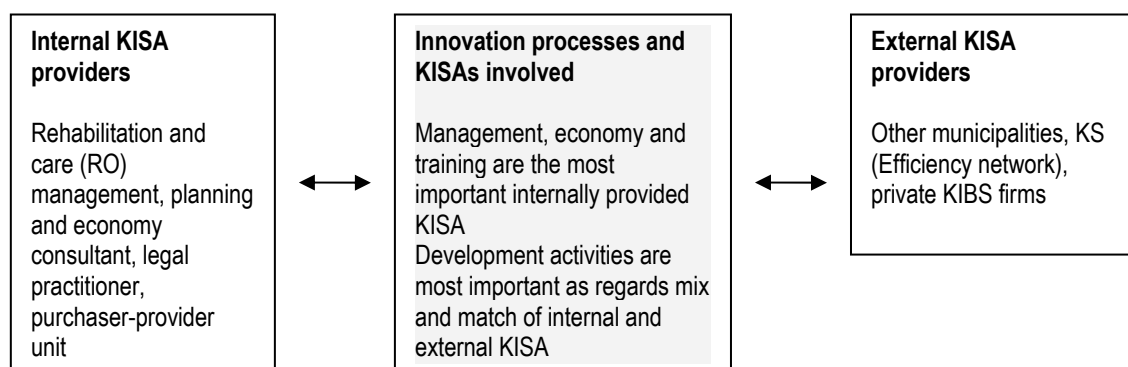 Internal KISA
providers
Rehabilitation and
care (RO)
management, planning
and economy
consultant, legal
practitioner,
purchaser-provider
unit
Innovation processes and
KISAs involved
Management, economy and
training are the most
important internally provided
KISA
Development activities are
most important as regards mix
and match of internal and
external KISA
External KISA
providers
Other municipalities, KS
(Efficiency network),
private KIBS firms